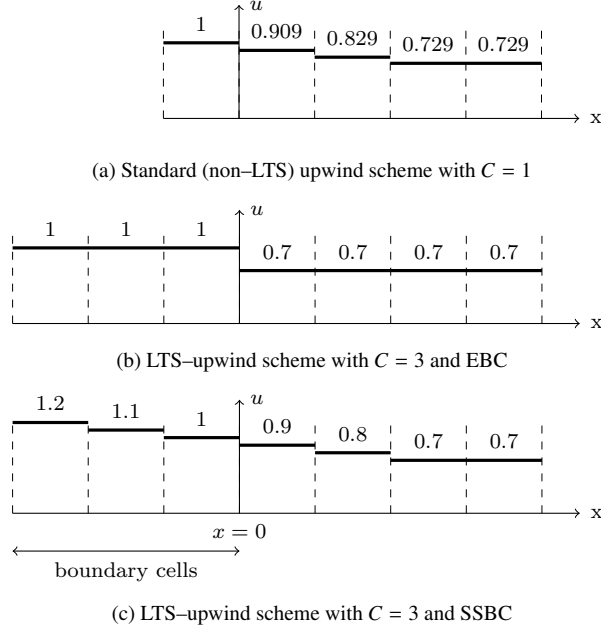 u
1 0.909 0.829 0.729 0.729
x
(a) Standard (non–LTS) upwind scheme with C = 1
u
1 1 1 0.7 0.7 0.7 0.7
x
(b) LTS–upwind scheme with C = 3 and EBC
u
1.2 1.1 1 0.9 0.8 0.7 0.7
x
x = 0
boundary cells
(c) LTS–upwind scheme with C = 3 and SSBC